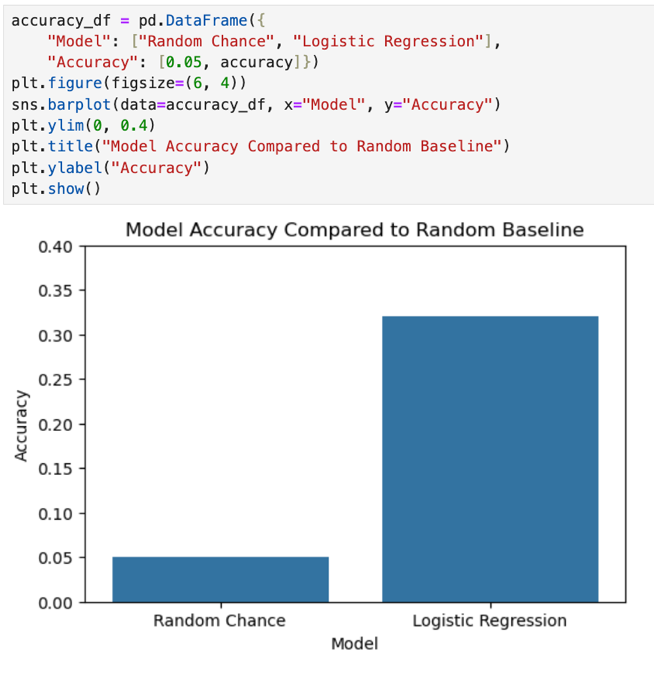 accuracy_df = pd.DataFrame({
    "Model": ["Random Chance", "Logistic Regression"],
    "Accuracy": [0.05, accuracy]})
plt.figure(figsize=(6, 4))
sns.barplot(data=accuracy_df, x="Model", y="Accuracy")
plt.ylim(0, 0.4)
plt.title("Model Accuracy Compared to Random Baseline")
plt.ylabel("Accuracy")
plt.show()
Model Accuracy Compared to Random Baseline
0.40
0.35
0.30
0.25
0.20
0.15
0.10
0.05
0.00
Accuracy
Random Chance Logistic Regression
Model